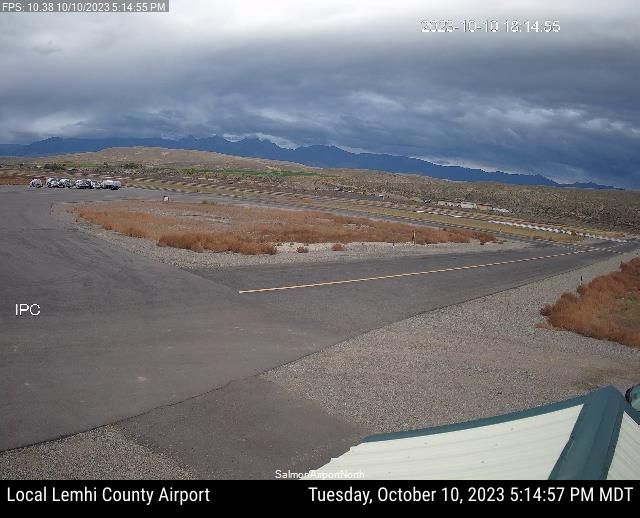 FPS: 10.38 10/10/2023 5:14:55 PM
2023-10-10 18:14:55
IPC
SalmonAirportNorth
Local Lemhi County Airport Tuesday, October 10, 2023 5:14:57 PM MDT